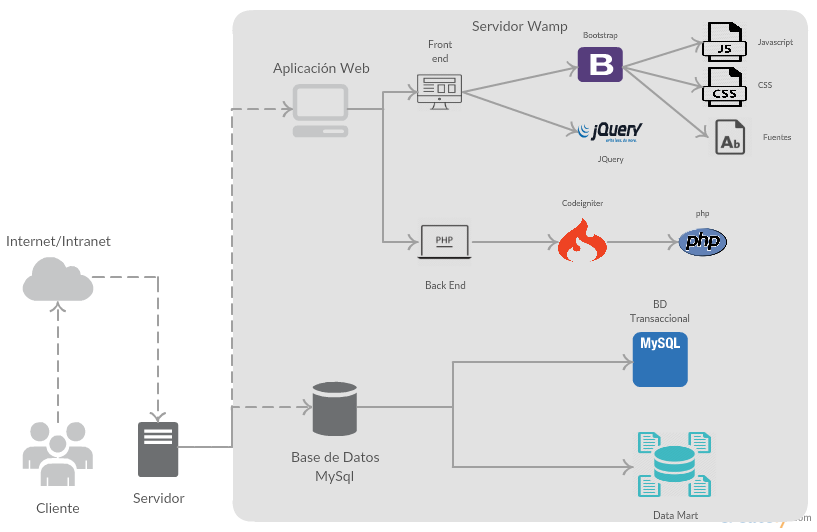 Servidor Wamp
Aplicación Web
Front
end
Bootstrap
B
JS
Javascript
CSS
CSS
Ab
Fuentes
jQuery
write less, do more.
JQuery
Internet/Intranet
PHP
Back End
Codeigniter
php
php
BD
Transaccional
MySQL
Base de Datos
MySql
Cliente
Servidor
Data Mart
.com